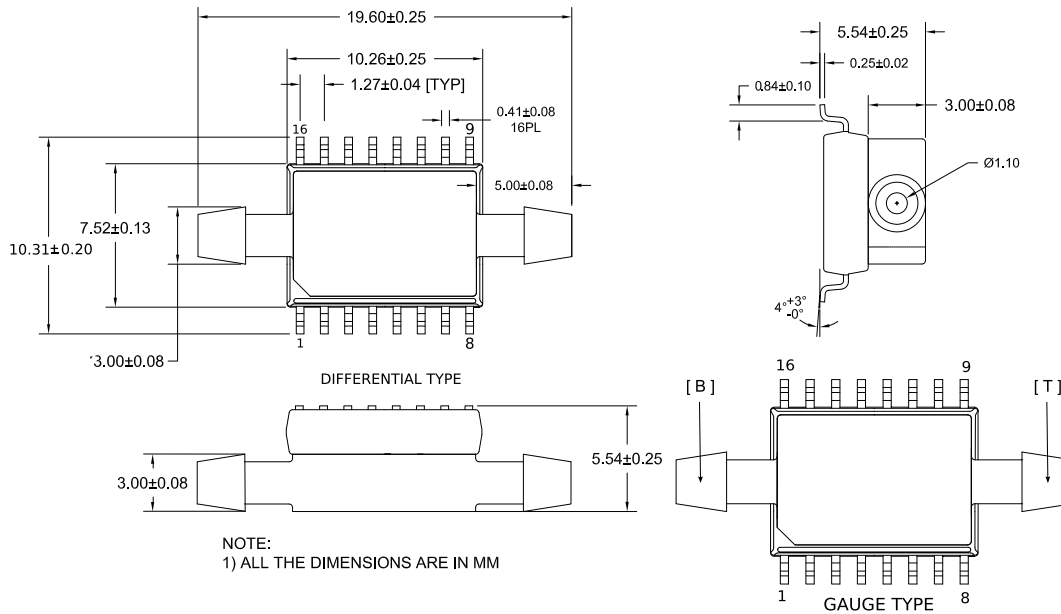 19.60±0.25
10.26±0.25
1.27±0.04 [TYP]
0.41±0.08
16PL
16
9
5.00±0.08
7.52±0.13
10.31±0.20
3.00±0.08
1
8
DIFFERENTIAL TYPE
5.54±0.25
0.25±0.02
0.84±0.10
3.00±0.08
Ø1.10
4°+3°
-0°
3.00±0.08
5.54±0.25
NOTE:
1) ALL THE DIMENSIONS ARE IN MM
16
9
[ B ]
[ T ]
1
8
GAUGE TYPE